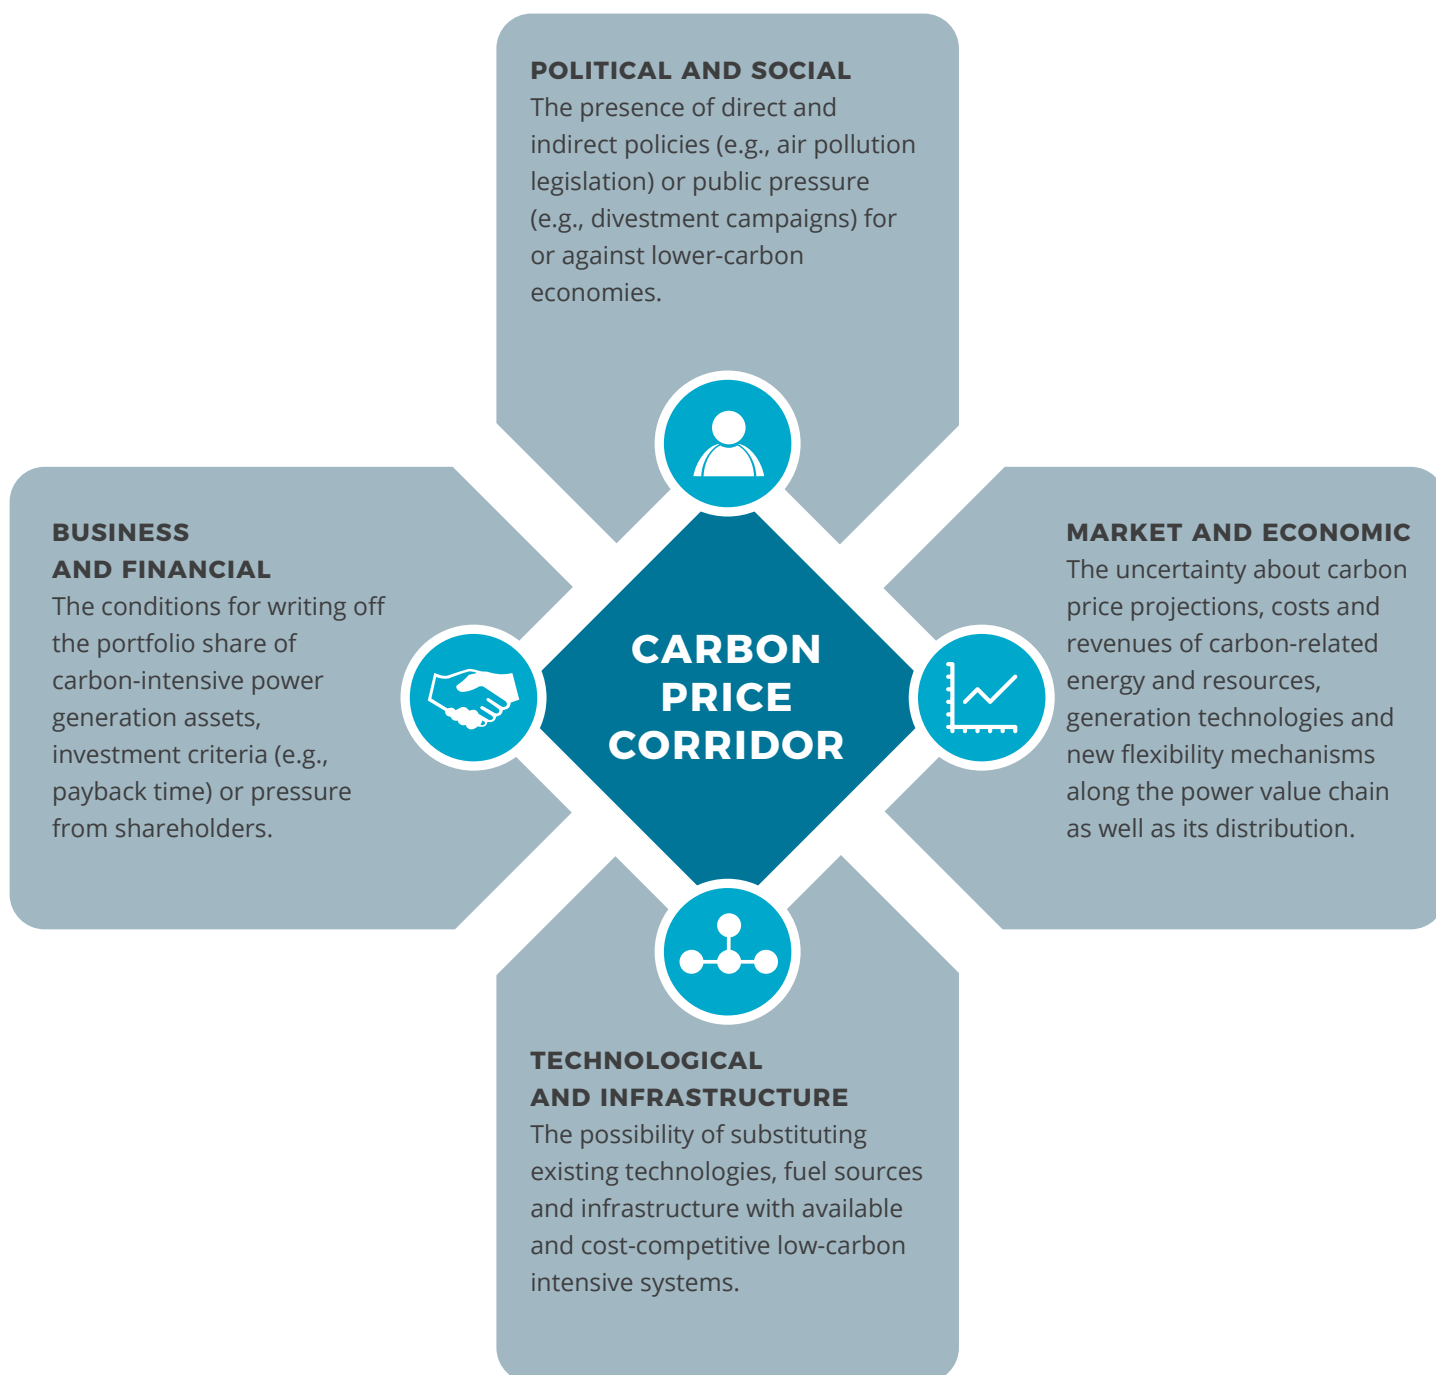 POLITICAL AND SOCIAL
The presence of direct and
indirect policies (e.g., air pollution
legislation) or public pressure
(e.g., divestment campaigns) for
or against lower-carbon
economies.
BUSINESS
AND FINANCIAL
The conditions for writing off
the portfolio share of
carbon-intensive power
generation assets,
investment criteria (e.g.,
payback time) or pressure
from shareholders.
CARBON
PRICE
CORRIDOR
MARKET AND ECONOMIC
The uncertainty about carbon
price projections, costs and
revenues of carbon-related
energy and resources,
generation technologies and
new flexibility mechanisms
along the power value chain
as well as its distribution.
TECHNOLOGICAL
AND INFRASTRUCTURE
The possibility of substituting
existing technologies, fuel sources
and infrastructure with available
and cost-competitive low-carbon
intensive systems.